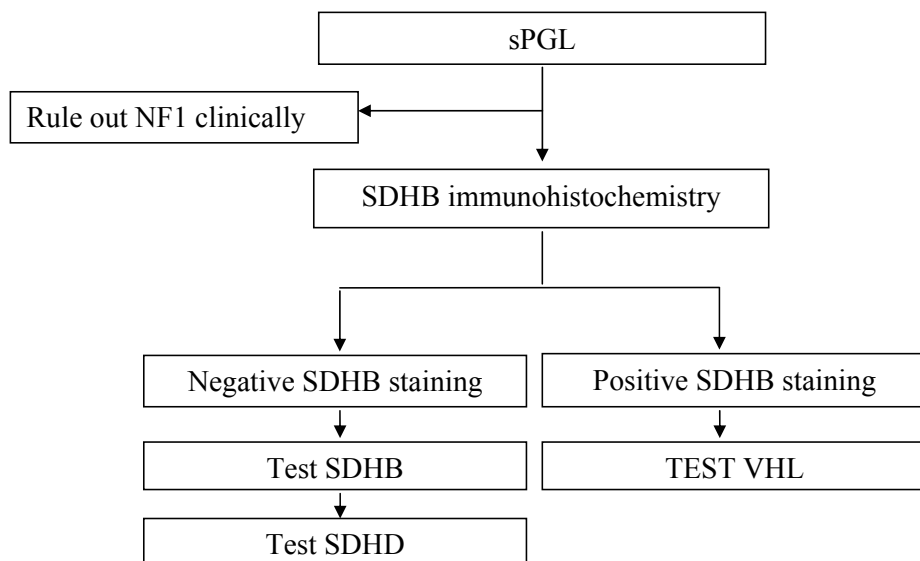 sPGL
Rule out NF1 clinically
SDHB immunohistochemistry
Negative SDHB staining
Positive SDHB staining
Test SDHB
TEST VHL
Test SDHD